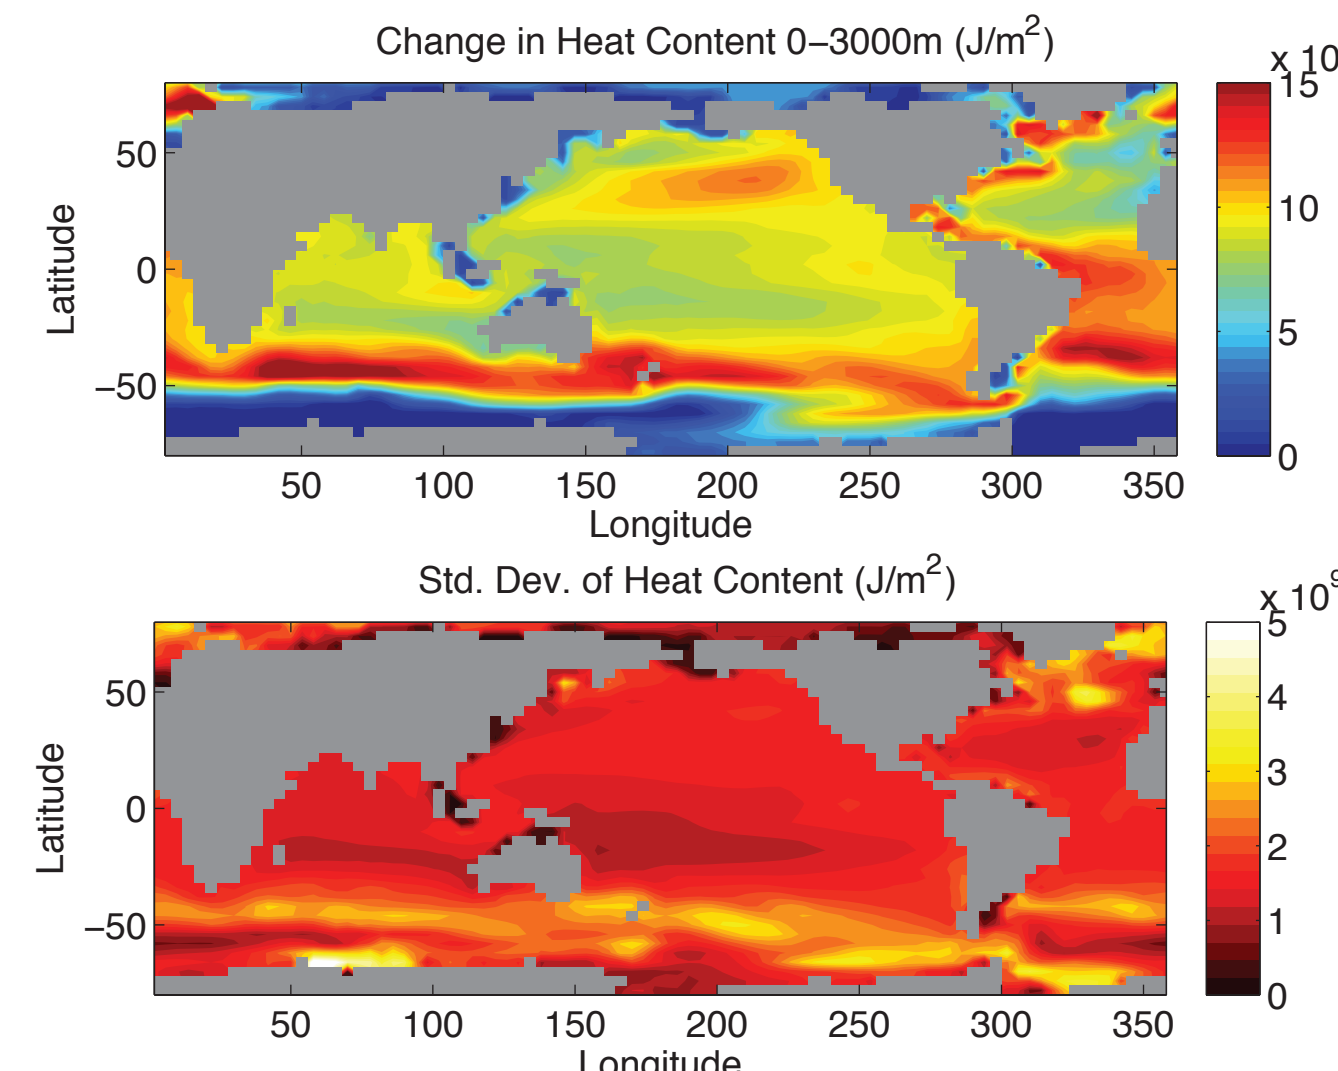 Change in Heat Content 0–3000m (J/m²)
x 10
15
10
5
0
50
0
−50
Latitude
50 100 150 200 250 300 350
Longitude
Std. Dev. of Heat Content (J/m²)
x 10⁹
5
4
3
2
1
0
50
0
−50
Latitude
50 100 150 200 250 300 350
Longitude